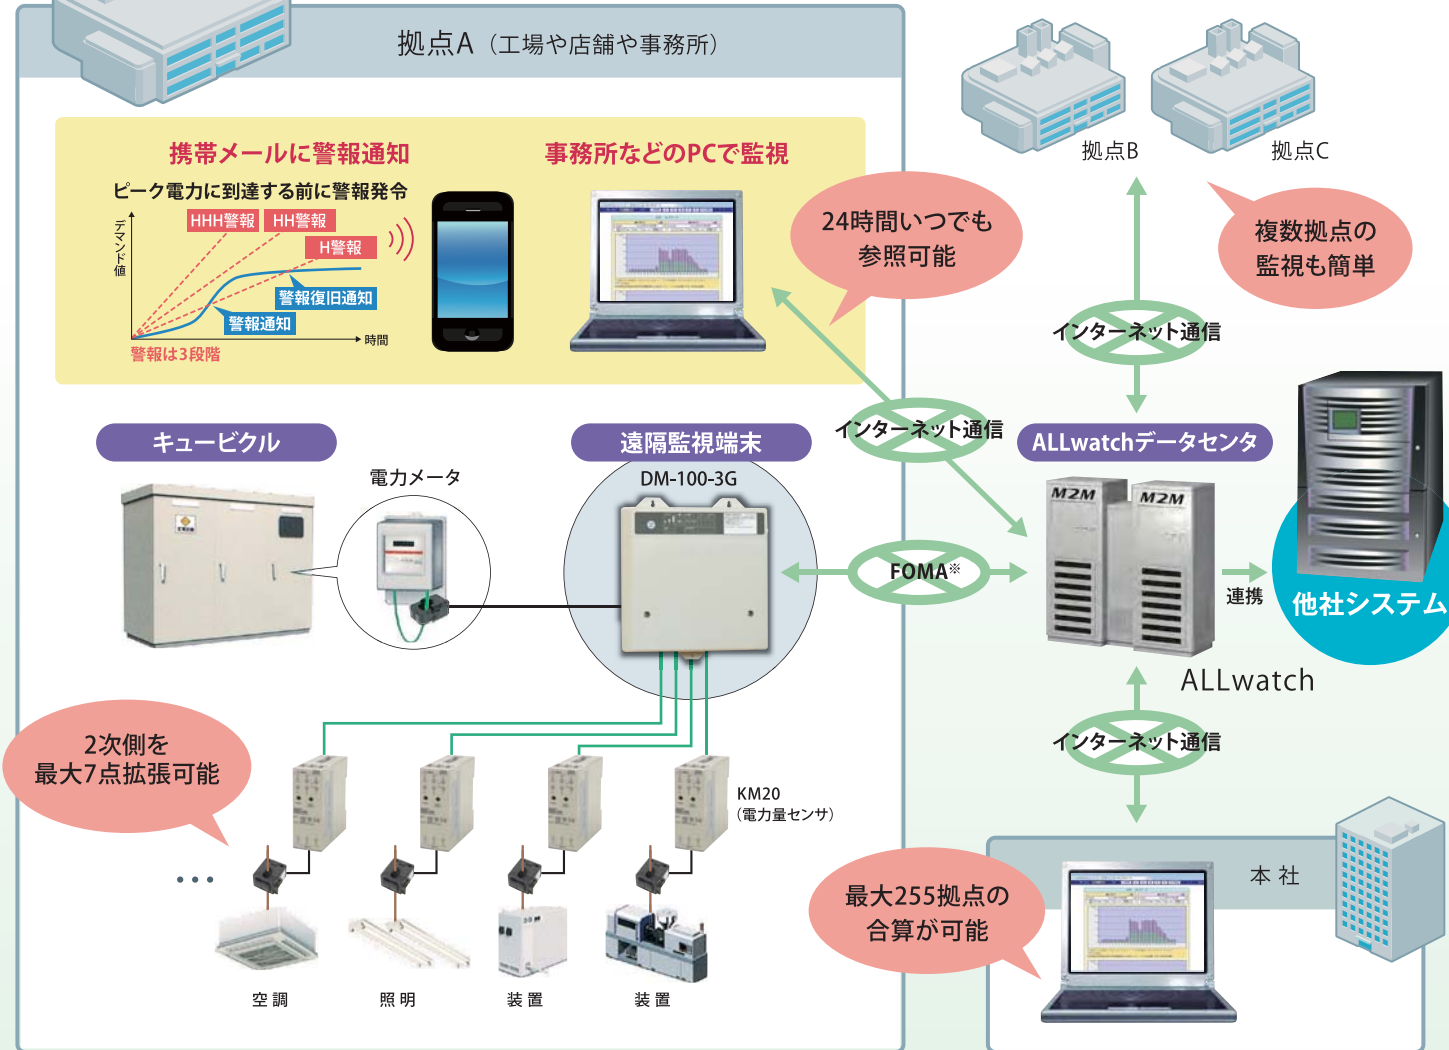 拠点A（工場や店舗や事務所）
携帯メールに警報通知
ピーク電力に到達する前に警報発令
デマンド値
HHH警報
HH警報
H警報
警報復旧通知
警報通知
時間
警報は3段階
事務所などのPCで監視
24時間いつでも
参照可能
拠点B
拠点C
複数拠点の
監視も簡単
インターネット通信
インターネット通信
キュービクル
電力メータ
遠隔監視端末
DM-100-3G
FOMA※
ALLwatchデータセンタ
M2M
M2M
連携
他社システム
ALLwatch
インターネット通信
2次側を
最大7点拡張可能
KM20
（電力量センサ）
…
空調
照明
装置
装置
最大255拠点の
合算が可能
本社